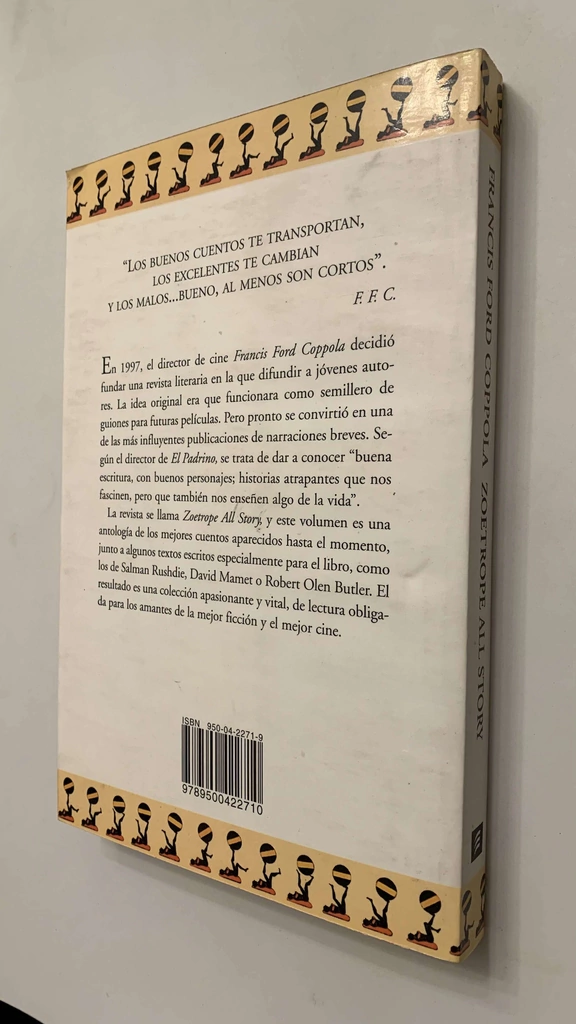 “LOS BUENOS CUENTOS TE TRANSPORTAN,
LOS EXCELENTES TE CAMBIAN
Y LOS MALOS...BUENO, AL MENOS SON CORTOS”.
F. F. C.
En 1997, el director de cine Francis Ford Coppola decidió
fundar una revista literaria en la que difundir a jóvenes auto-
res. La idea original era que funcionara como semillero de
guiones para futuras películas. Pero pronto se convirtió en una
de las más influyentes publicaciones de narraciones breves. Se-
gún el director de El Padrino, se trata de dar a conocer “buena
escritura, con buenos personajes; historias atrapantes que nos
fascinen, pero que también nos enseñen algo de la vida”.
La revista se llama Zoetrope All Story, y este volumen es una
antología de los mejores cuentos aparecidos hasta el momento,
junto a algunos textos escritos especialmente para el libro, como
los de Salman Rushdie, David Mamet o Robert Olen Butler. El
resultado es una colección apasionante y vital, de lectura obliga-
da para los amantes de la mejor ficción y el mejor cine.
ISBN 950-04-2271-9
9789500422710
FRANCIS FORD COPPOLA ZOETROPE ALL STORY